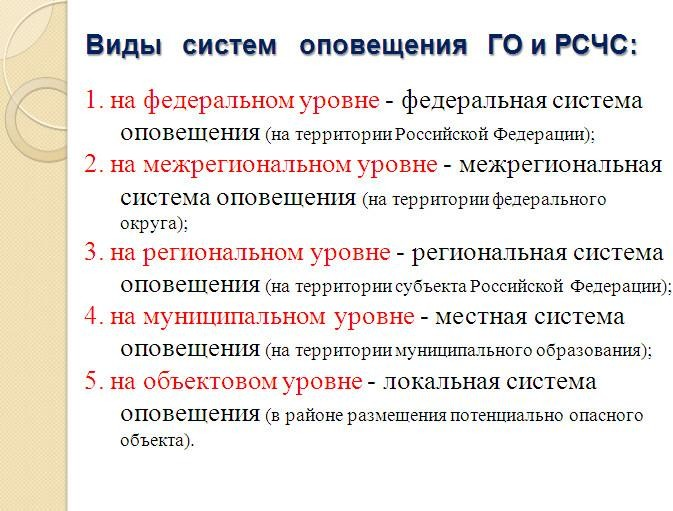 Виды систем оповещения ГО и РСЧС:
1. на федеральном уровне - федеральная система
оповещения (на территории Российской Федерации);
2. на межрегиональном уровне - межрегиональная
система оповещения (на территории федерального
округа);
3. на региональном уровне - региональная система
оповещения (на территории субъекта Российской Федерации);
4. на муниципальном уровне - местная система
оповещения (на территории муниципального образования);
5. на объектовом уровне - локальная система
оповещения (в районе размещения потенциально опасного
объекта).